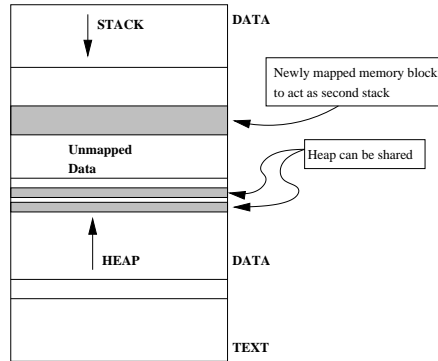 STACK
DATA
Newly mapped memory block
to act as second stack
Unmapped
Data
Heap can be shared
HEAP
DATA
TEXT